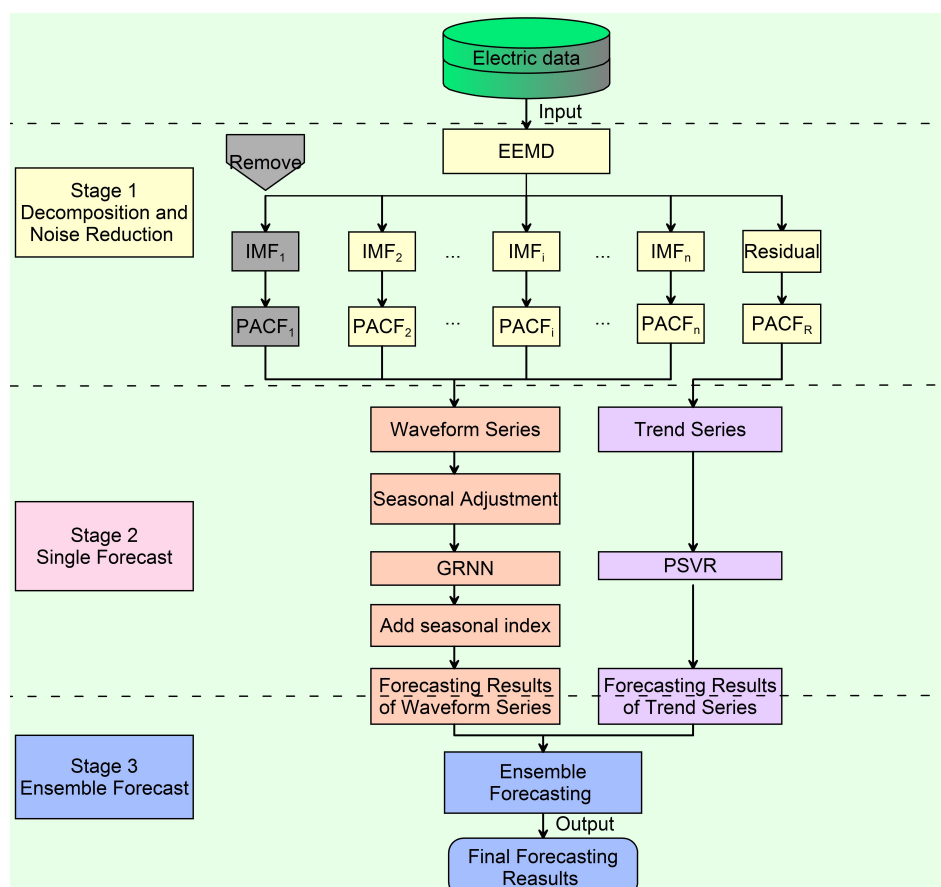 Electric data
Input
EEMD
Remove
Stage 1
Decomposition and
Noise Reduction
IMF₁
IMF₂
...
IMFᵢ
...
IMFₙ
Residual
PACF₁
PACF₂
...
PACFᵢ
...
PACFₙ
PACF_R
Waveform Series
Trend Series
Seasonal Adjustment
Stage 2
Single Forecast
GRNN
PSVR
Add seasonal index
Forecasting Results
of Waveform Series
Forecasting Results
of Trend Series
Stage 3
Ensemble Forecast
Ensemble
Forecasting
Output
Final Forecasting
Reasults